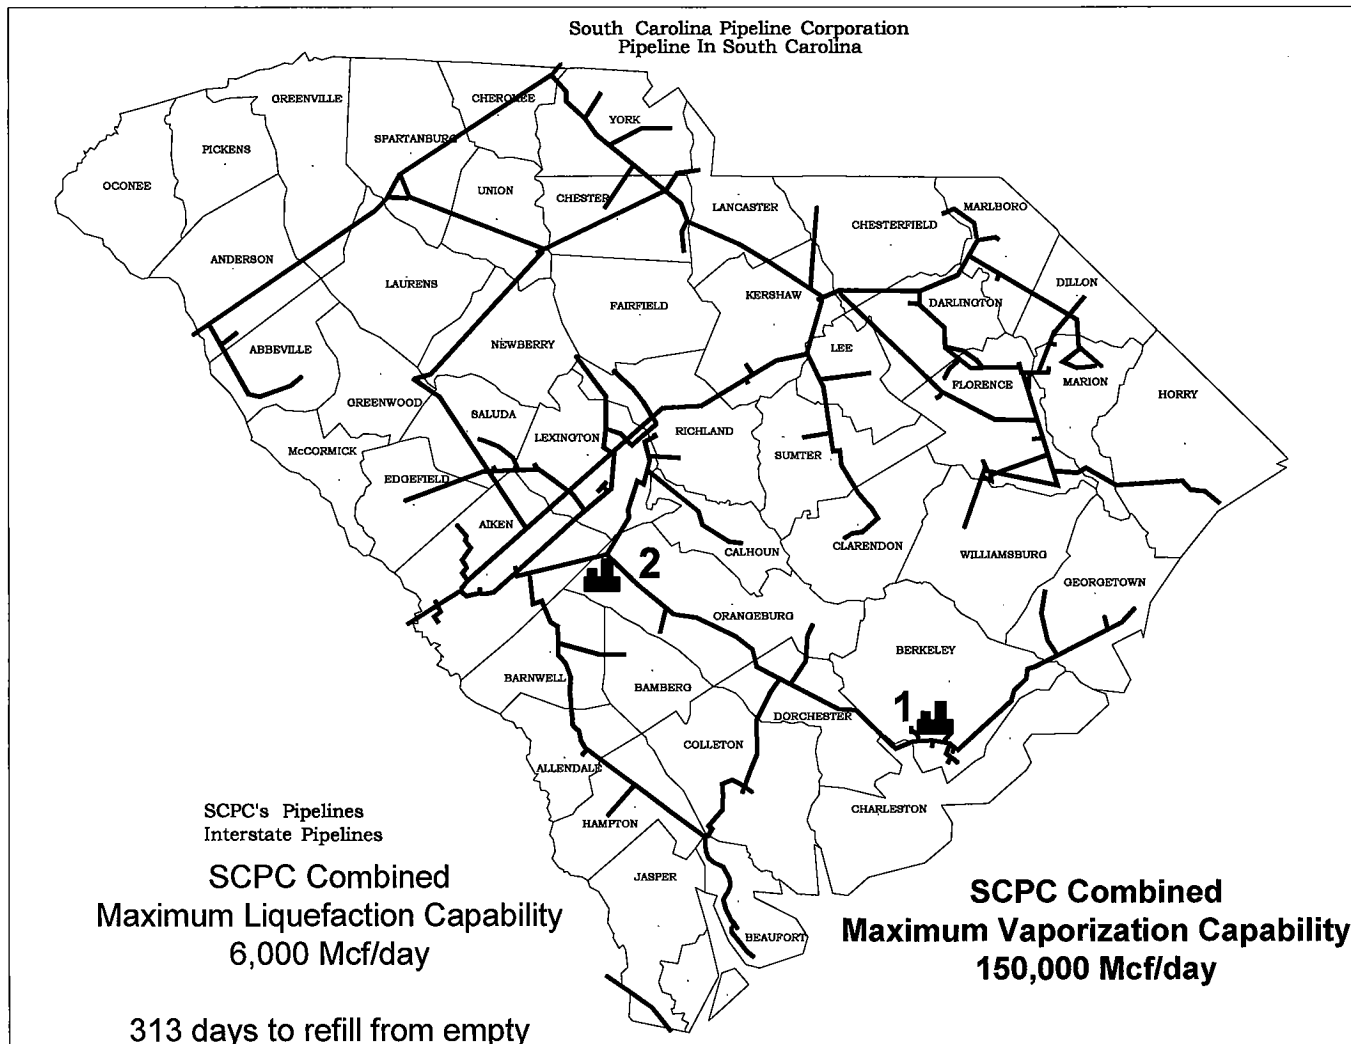 South Carolina Pipeline Corporation
Pipeline In South Carolina
GREENVILLE
CHEROKEE
YORK
SPARTANBURG
PICKENS
OCONEE
UNION
CHESTER
LANCASTER
MARLBORO
CHESTERFIELD
ANDERSON
LAURENS
DILLON
KERSHAW
DARLINGTON
FAIRFIELD
ABBEVILLE
NEWBERRY
LEE
FLORENCE
MARION
HORRY
GREENWOOD
SALUDA
LEXINGTON
RICHLAND
McCORMICK
SUMTER
EDGEFIELD
AIKEN
CALHOUN
CLARENDON
WILLIAMSBURG
2
GEORGETOWN
ORANGEBURG
BERKELEY
BARNWELL
BAMBERG
1
DORCHESTER
COLLETON
ALLENDALE
CHARLESTON
HAMPTON
JASPER
BEAUFORT
SCPC's Pipelines
Interstate Pipelines
SCPC Combined
Maximum Liquefaction Capability
6,000 Mcf/day
313 days to refill from empty
SCPC Combined
Maximum Vaporization Capability
150,000 Mcf/day